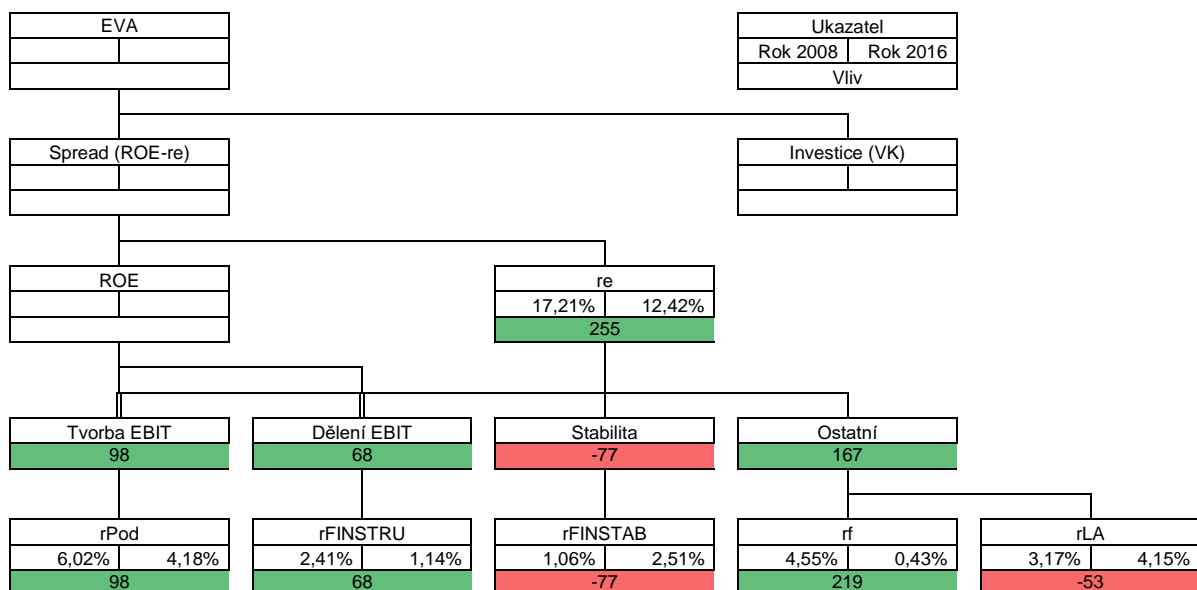 EVA
Ukazatel
Rok 2008 Rok 2016
Vliv
Spread (ROE-re)
Investice (VK)
ROE
re
17,21% 12,42%
255
Tvorba EBIT
Dělení EBIT
Stabilita
Ostatní
98
68
-77
167
rPod
rFINSTRU
rFINSTAB
rf
rLA
6,02% 4,18%
2,41% 1,14%
1,06% 2,51%
4,55% 0,43%
3,17% 4,15%
98
68
-77
219
-53